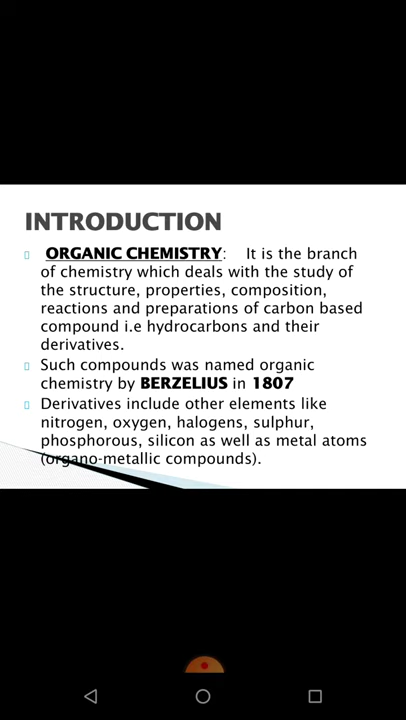 INTRODUCTION
ORGANIC CHEMISTRY: It is the branch
of chemistry which deals with the study of
the structure, properties, composition,
reactions and preparations of carbon based
compound i.e hydrocarbons and their
derivatives.
Such compounds was named organic
chemistry by BERZELIUS in 1807
Derivatives include other elements like
nitrogen, oxygen, halogens, sulphur,
phosphorous, silicon as well as metal atoms
(organo-metallic compounds).